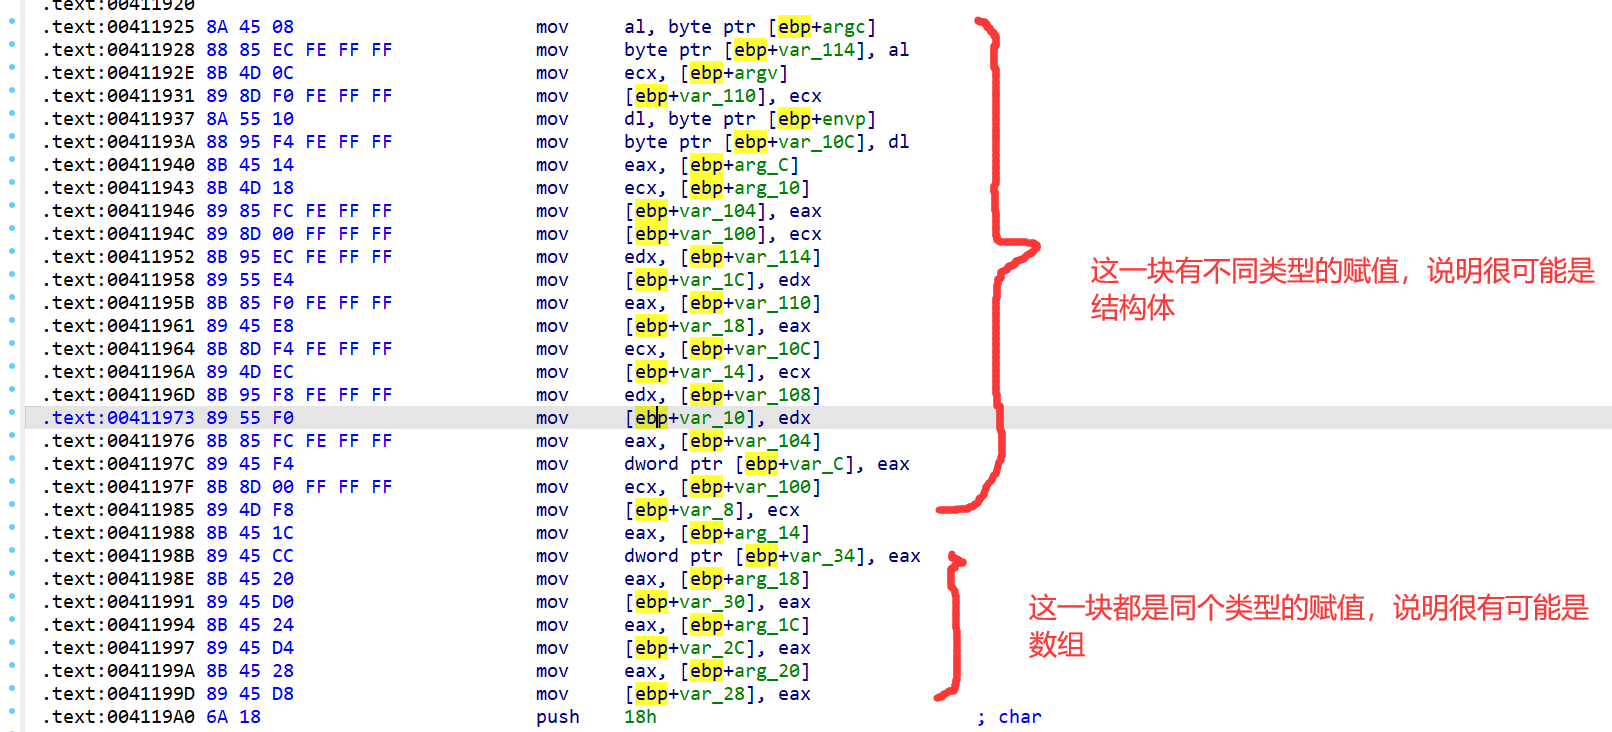 .text:00411920
.text:00411925 8A 45 08 mov al, byte ptr [ebp+argc]
.text:00411928 88 85 EC FE FF FF mov byte ptr [ebp+var_114], al
.text:0041192E 8B 4D 0C mov ecx, [ebp+argv]
.text:00411931 89 8D F0 FE FF FF mov [ebp+var_110], ecx
.text:00411937 8A 55 10 mov dl, byte ptr [ebp+envp]
.text:0041193A 88 95 F4 FE FF FF mov byte ptr [ebp+var_10C], dl
.text:00411940 8B 45 14 mov eax, [ebp+arg_C]
.text:00411943 8B 4D 18 mov ecx, [ebp+arg_10]
.text:00411946 89 85 FC FE FF FF mov [ebp+var_104], eax
.text:0041194C 89 8D 00 FF FF FF mov [ebp+var_100], ecx
.text:00411952 8B 95 EC FE FF FF mov edx, [ebp+var_114]
.text:00411958 89 55 E4 mov [ebp+var_1C], edx
.text:0041195B 8B 85 F0 FE FF FF mov eax, [ebp+var_110]
.text:00411961 89 45 E8 mov [ebp+var_18], eax
.text:00411964 8B 8D F4 FE FF FF mov ecx, [ebp+var_10C]
.text:0041196A 89 4D EC mov [ebp+var_14], ecx
.text:0041196D 8B 95 F8 FE FF FF mov edx, [ebp+var_108]
.text:00411973 89 55 F0 mov [ebp+var_10], edx
.text:00411976 8B 85 FC FE FF FF mov eax, [ebp+var_104]
.text:0041197C 89 45 F4 mov dword ptr [ebp+var_C], eax
.text:0041197F 8B 8D 00 FF FF FF mov ecx, [ebp+var_100]
.text:00411985 89 4D F8 mov [ebp+var_8], ecx
.text:00411988 8B 45 1C mov eax, [ebp+arg_14]
.text:0041198B 89 45 CC mov dword ptr [ebp+var_34], eax
.text:0041198E 8B 45 20 mov eax, [ebp+arg_18]
.text:00411991 89 45 D0 mov [ebp+var_30], eax
.text:00411994 8B 45 24 mov eax, [ebp+arg_1C]
.text:00411997 89 45 D4 mov [ebp+var_2C], eax
.text:0041199A 8B 45 28 mov eax, [ebp+arg_20]
.text:0041199D 89 45 D8 mov [ebp+var_28], eax
.text:004119A0 6A 18 push 18h ; char
这一块有不同类型的赋值，说明很可能是
结构体
这一块都是同个类型的赋值，说明很有可能是
数组